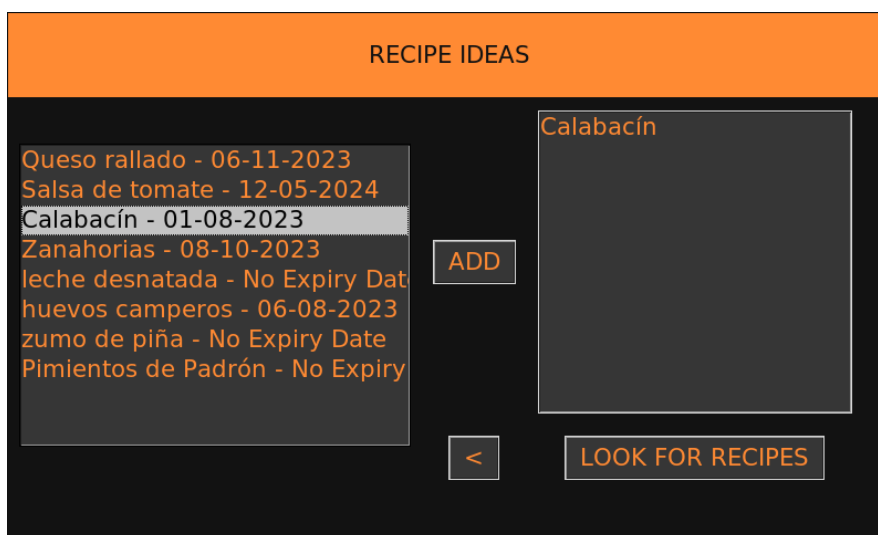 RECIPE IDEAS
Queso rallado - 06-11-2023
Salsa de tomate - 12-05-2024
Calabacín - 01-08-2023
Zanahorias - 08-10-2023
leche desnatada - No Expiry Dat
huevos camperos - 06-08-2023
zumo de piña - No Expiry Date
Pimientos de Padrón - No Expiry
ADD
Calabacín
<
LOOK FOR RECIPES